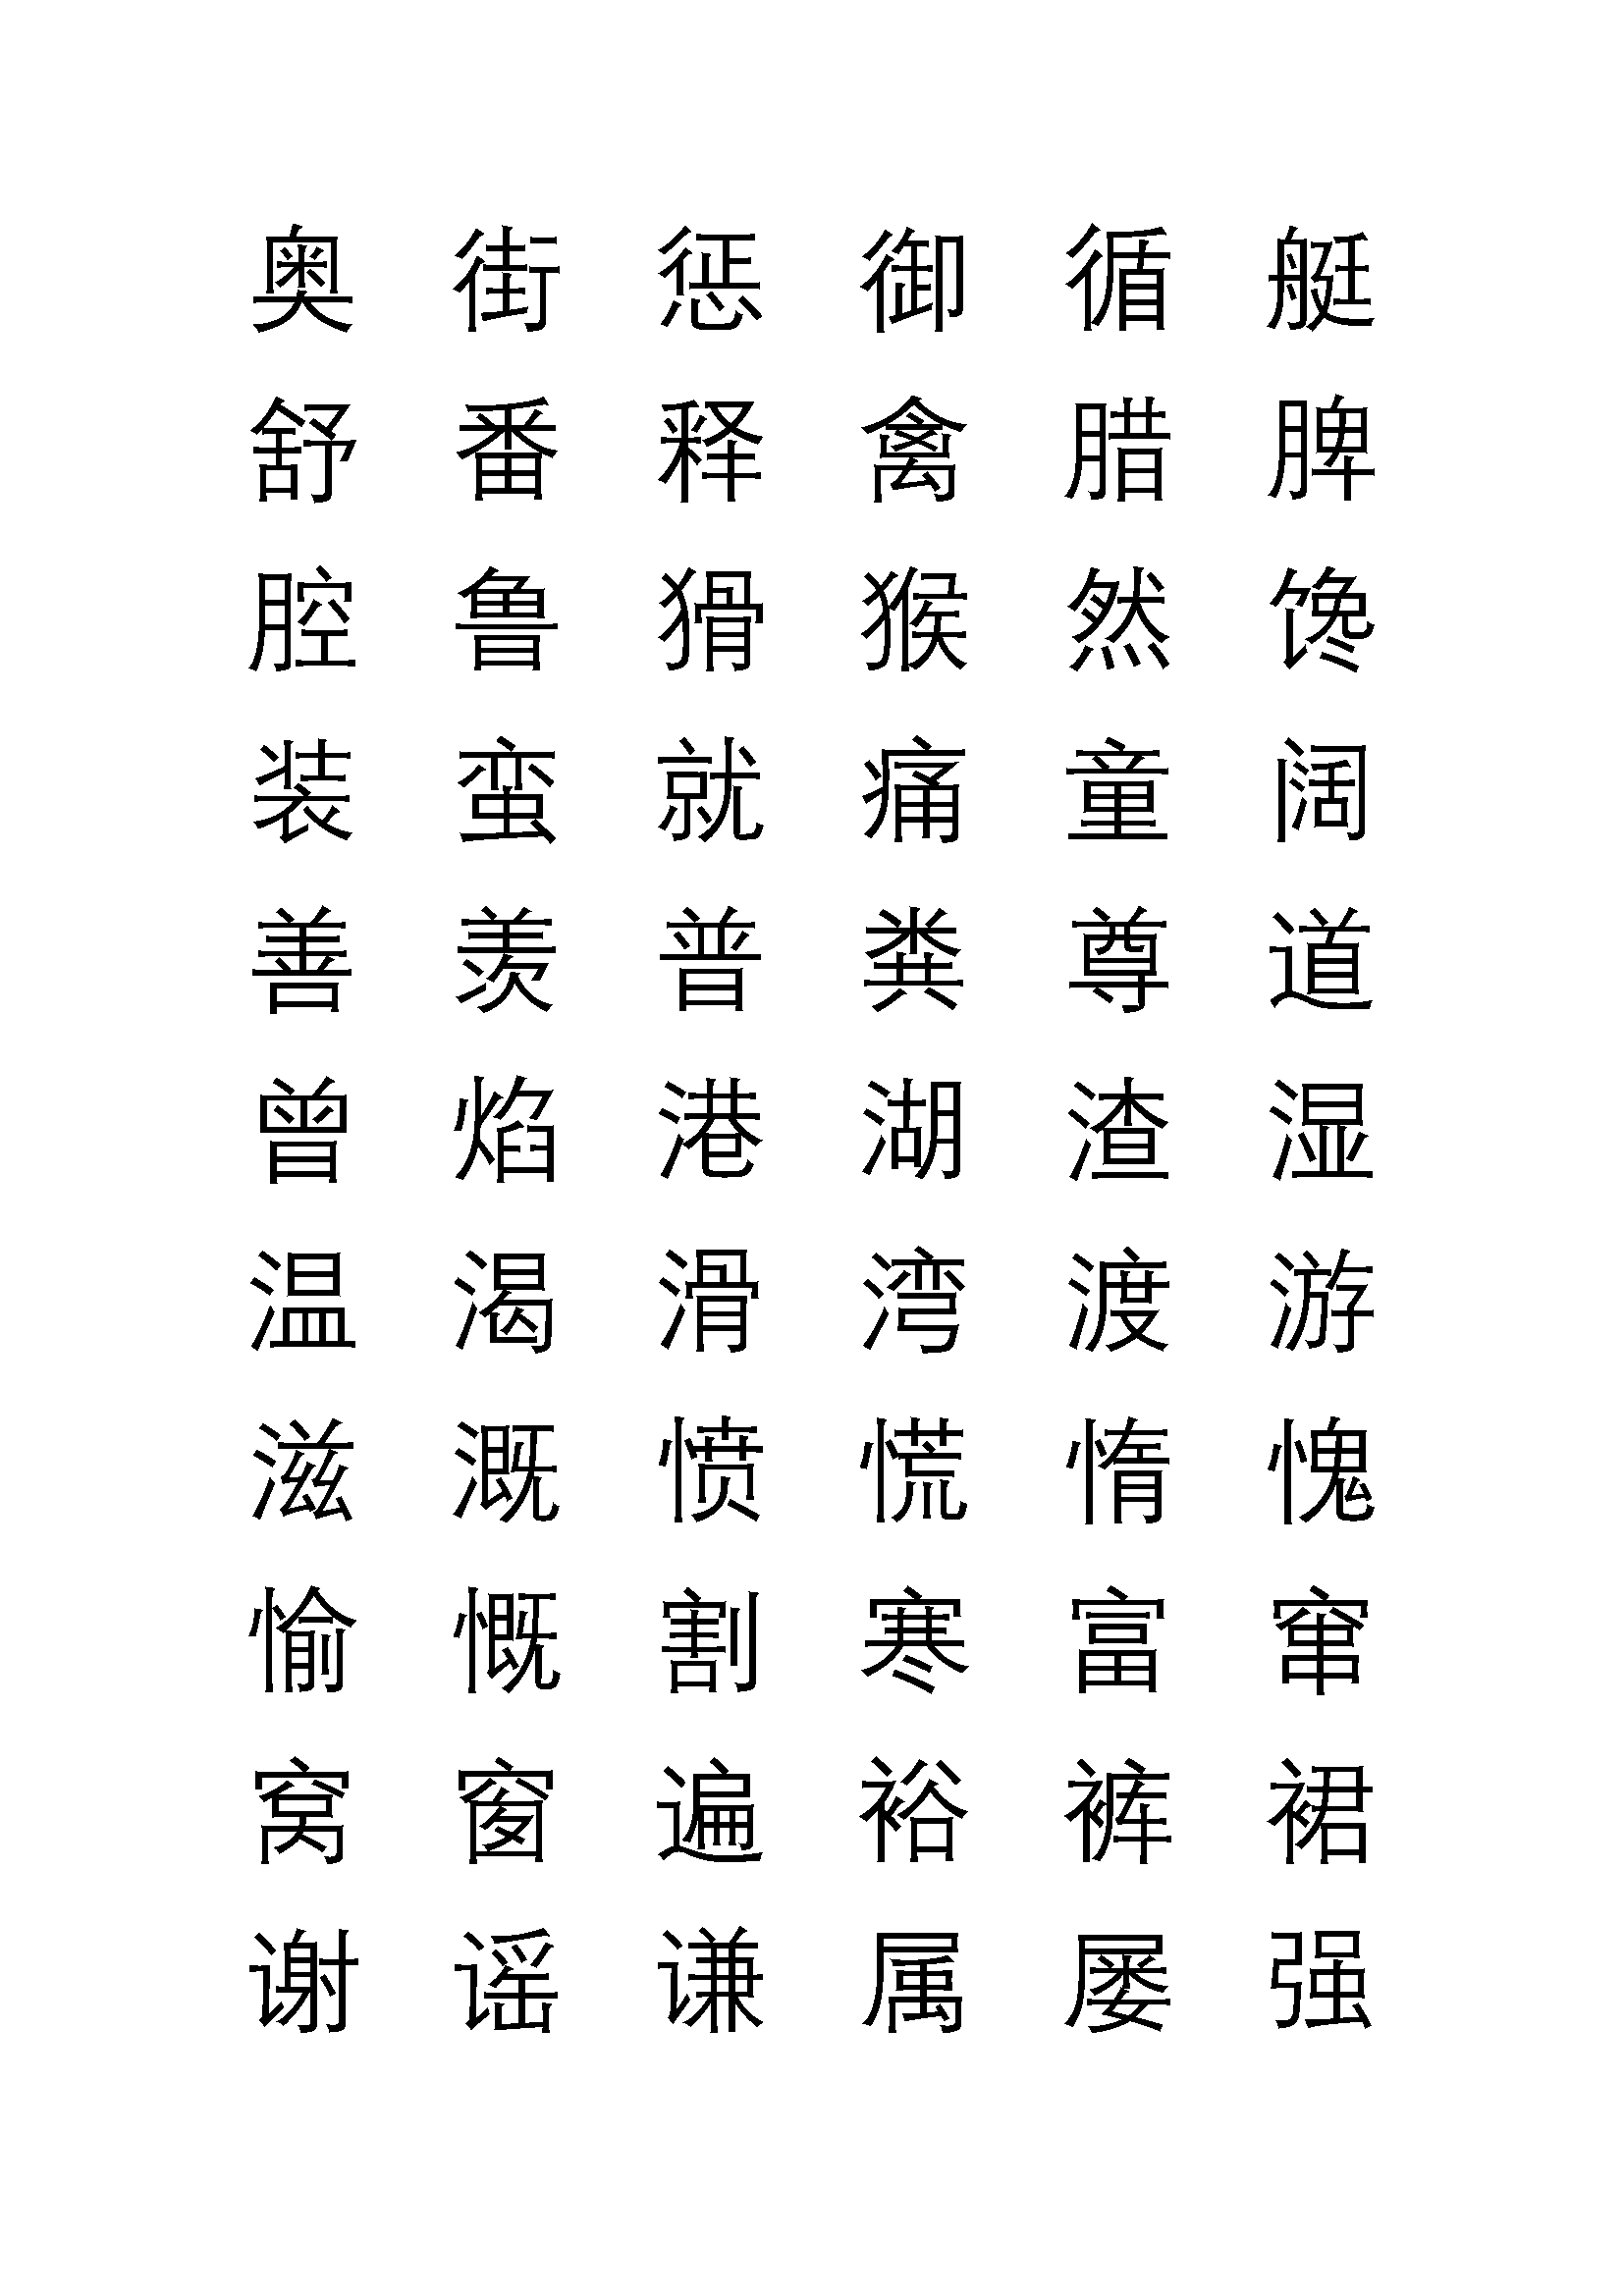 奥 街 惩 御 循 艇
舒 番 释 禽 腊 脾
腔 鲁 猾 猴 然 馋
装 蛮 就 痛 童 阔
善 羡 普 粪 尊 道
曾 焰 港 湖 渣 湿
温 渴 滑 湾 渡 游
滋 溉 愤 慌 惰 愧
愉 慨 割 寒 富 窜
窝 窗 遍 裕 裤 裙
谢 谣 谦 属 屡 强